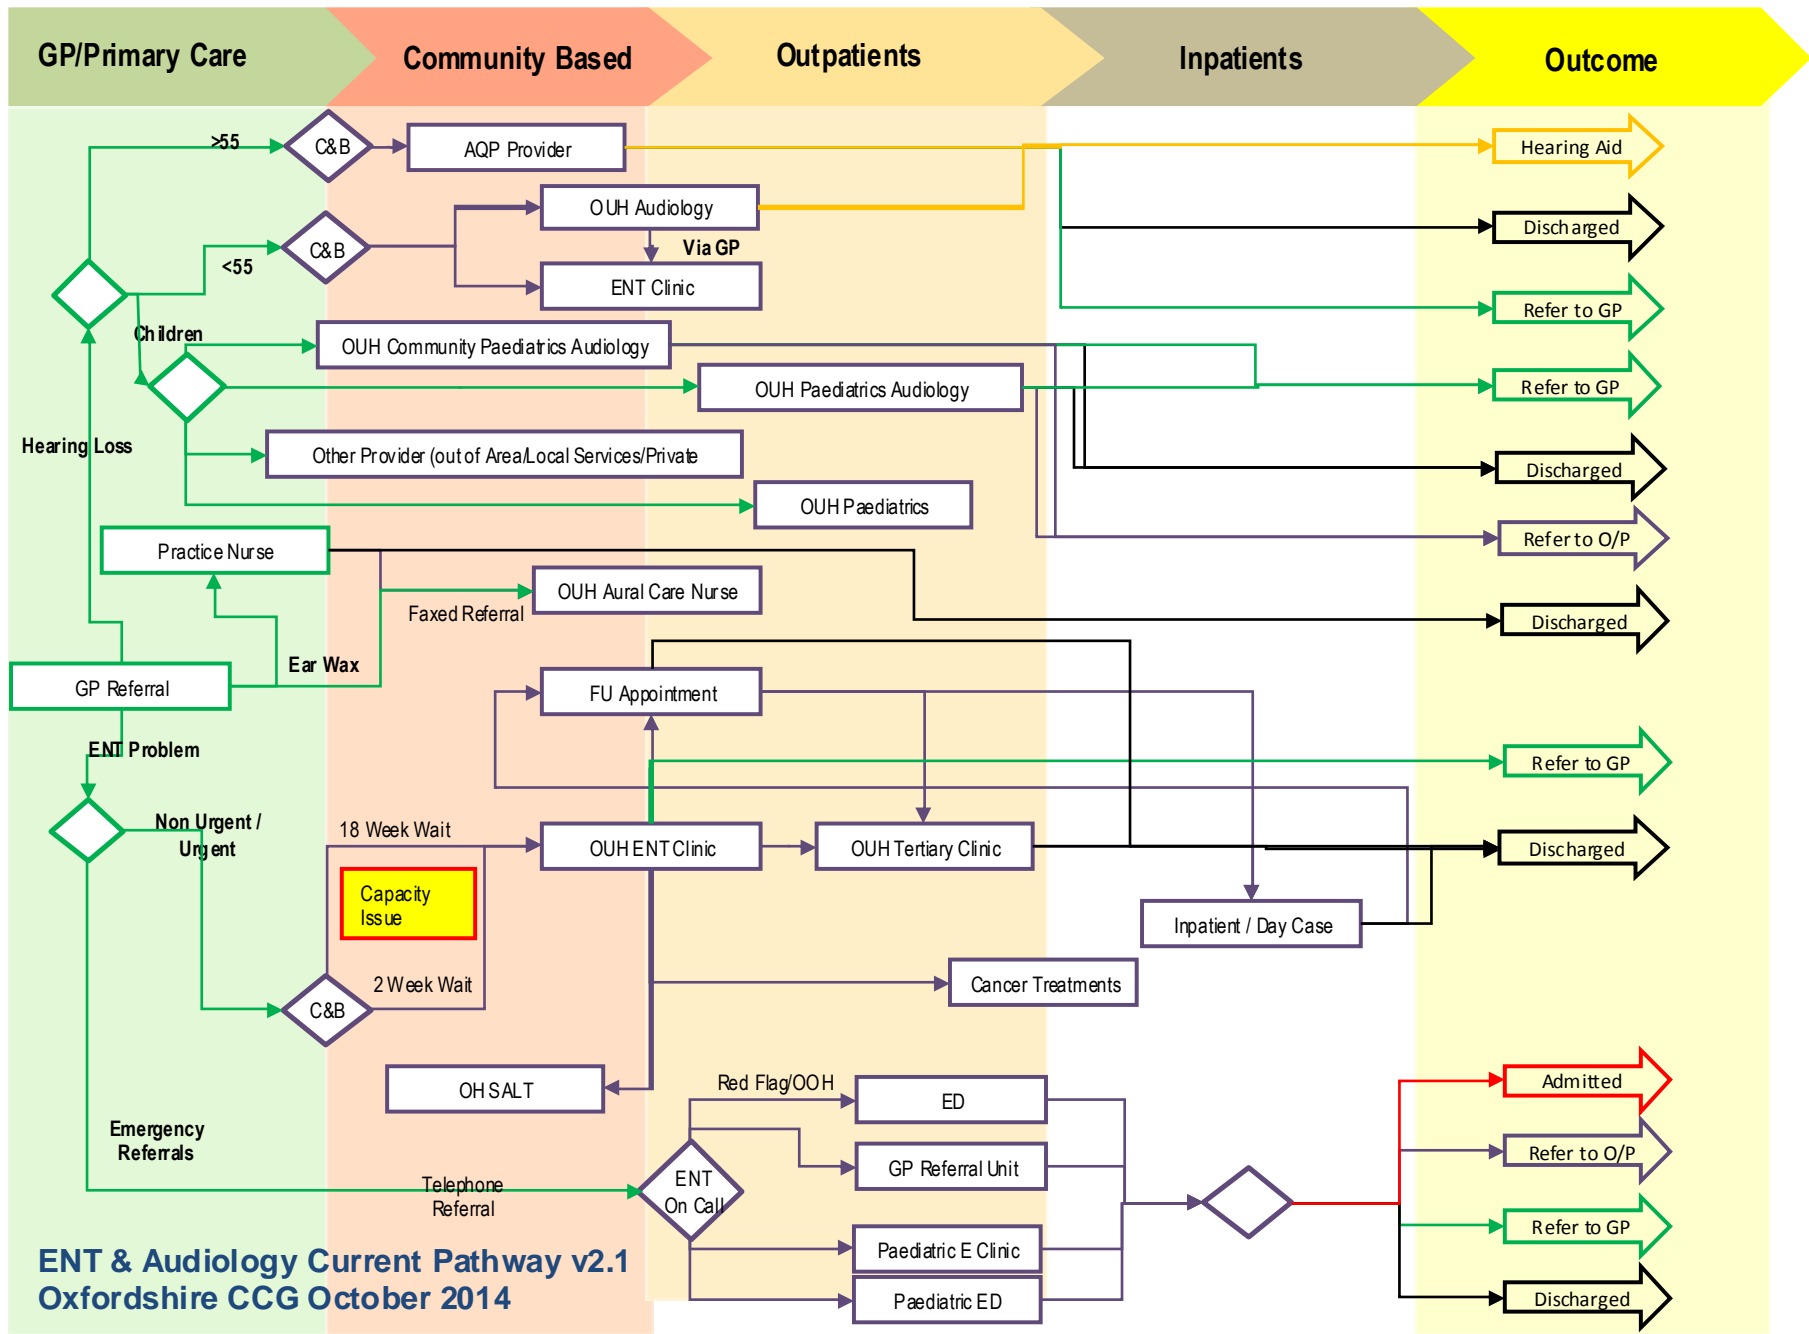 GP/Primary Care
Community Based
Outpatients
Inpatients
Outcome
>55
C&B
AQP Provider
Hearing Aid
OUH Audiology
Discharged
<55
C&B
Via GP
ENT Clinic
Refer to GP
Children
OUH Community Paediatrics Audiology
OUH Paediatrics Audiology
Refer to GP
Hearing Loss
Other Provider (out of Area/Local Services/Private
Discharged
OUH Paediatrics
Practice Nurse
Refer to O/P
OUH Aural Care Nurse
Faxed Referral
Discharged
Ear Wax
GP Referral
FU Appointment
ENT Problem
Refer to GP
Non Urgent /
Urgent
18 Week Wait
OUH ENT Clinic
OUH Tertiary Clinic
Discharged
Capacity
Issue
Inpatient / Day Case
2 Week Wait
Cancer Treatments
C&B
OH SALT
Red Flag/OOH
ED
Admitted
Emergency
Referrals
GP Referral Unit
Refer to O/P
Telephone
Referral
ENT
On Call
Refer to GP
Paediatric E Clinic
Paediatric ED
Discharged
ENT & Audiology Current Pathway v2.1
Oxfordshire CCG October 2014